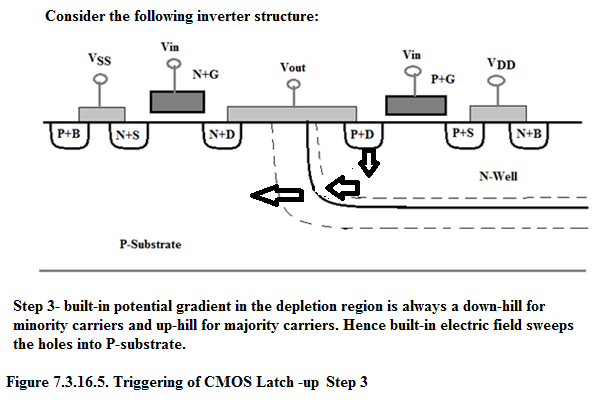 Consider the following inverter structure:
Vin
Vin
VSS
Vout
VDD
N+G
P+G
P+B
N+S
N+D
P+D
P+S
N+B
N-Well
P-Substrate
Step 3- built-in potential gradient in the depletion region is always a down-hill for
minority carriers and up-hill for majority carriers. Hence built-in electric field sweeps
the holes into P-substrate.
Figure 7.3.16.5. Triggering of CMOS Latch -up Step 3